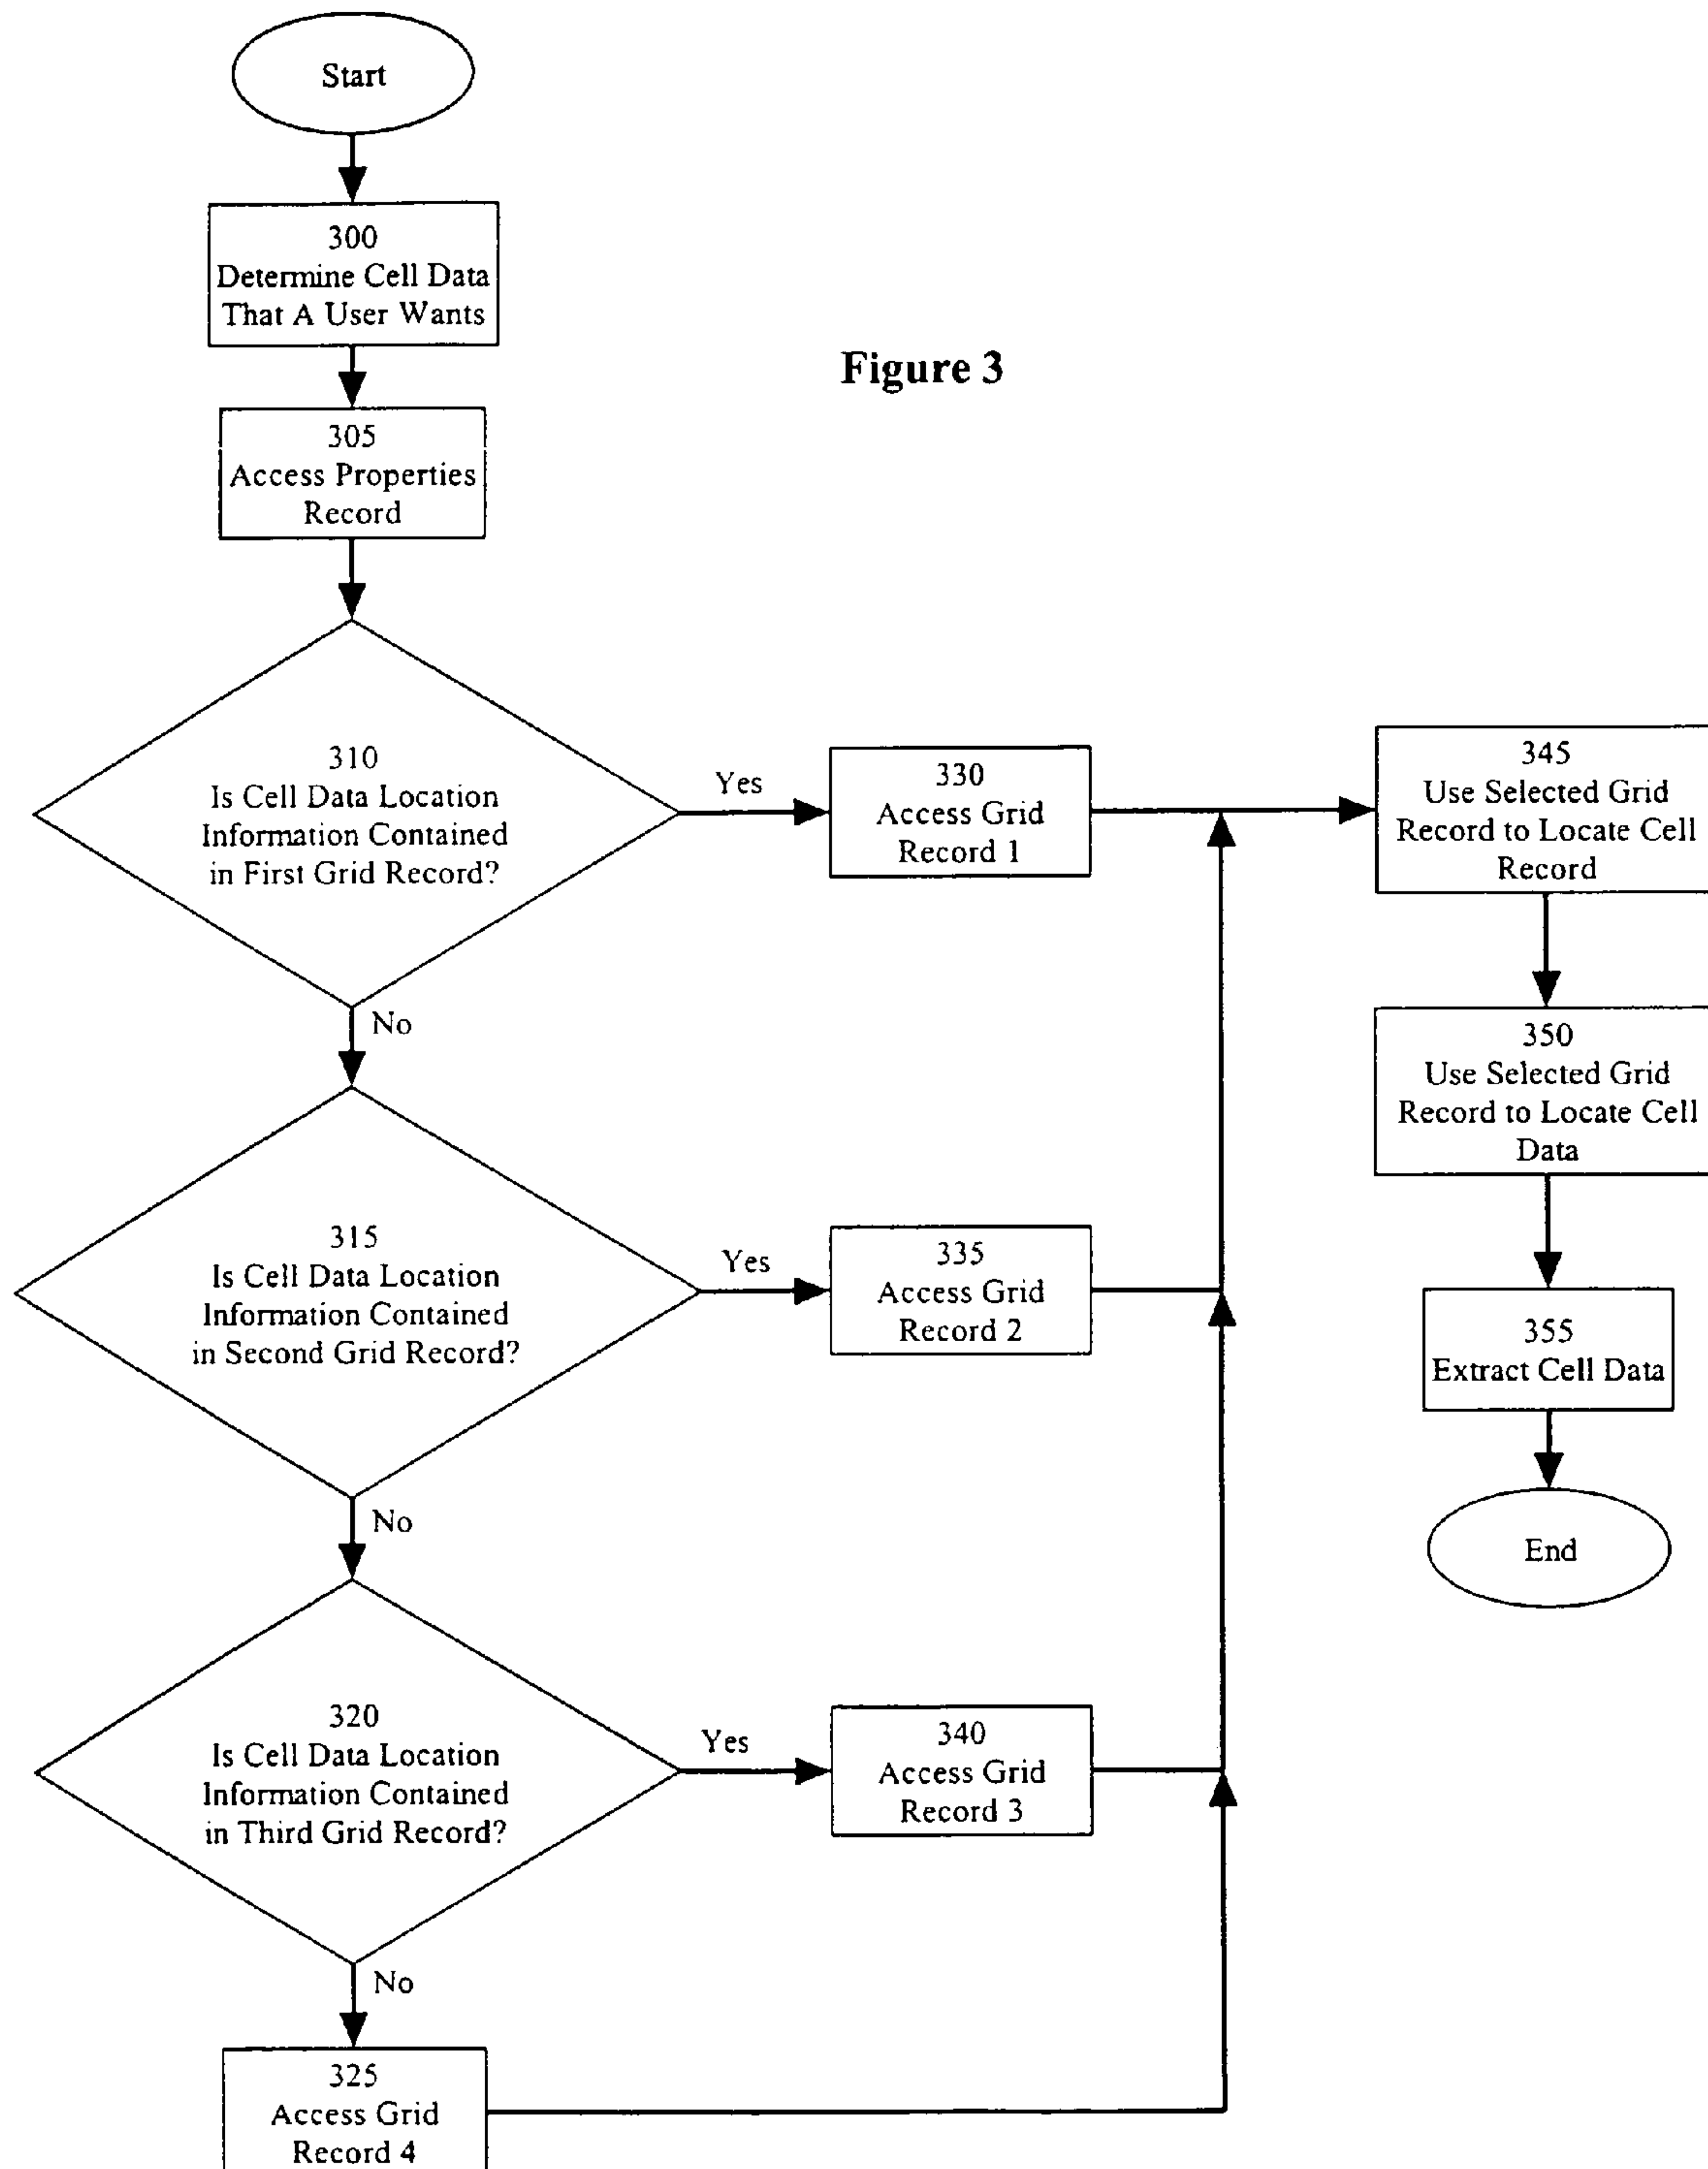 Start
300
Determine Cell Data
That A User Wants
Figure 3
305
Access Properties
Record
310
Is Cell Data Location
Information Contained
in First Grid Record?
Yes
330
Access Grid
Record 1
345
Use Selected Grid
Record to Locate Cell
Record
No
350
Use Selected Grid
Record to Locate Cell
Data
315
Is Cell Data Location
Information Contained
in Second Grid Record?
Yes
335
Access Grid
Record 2
355
Extract Cell Data
No
End
320
Is Cell Data Location
Information Contained
in Third Grid Record?
Yes
340
Access Grid
Record 3
No
325
Access Grid
Record 4